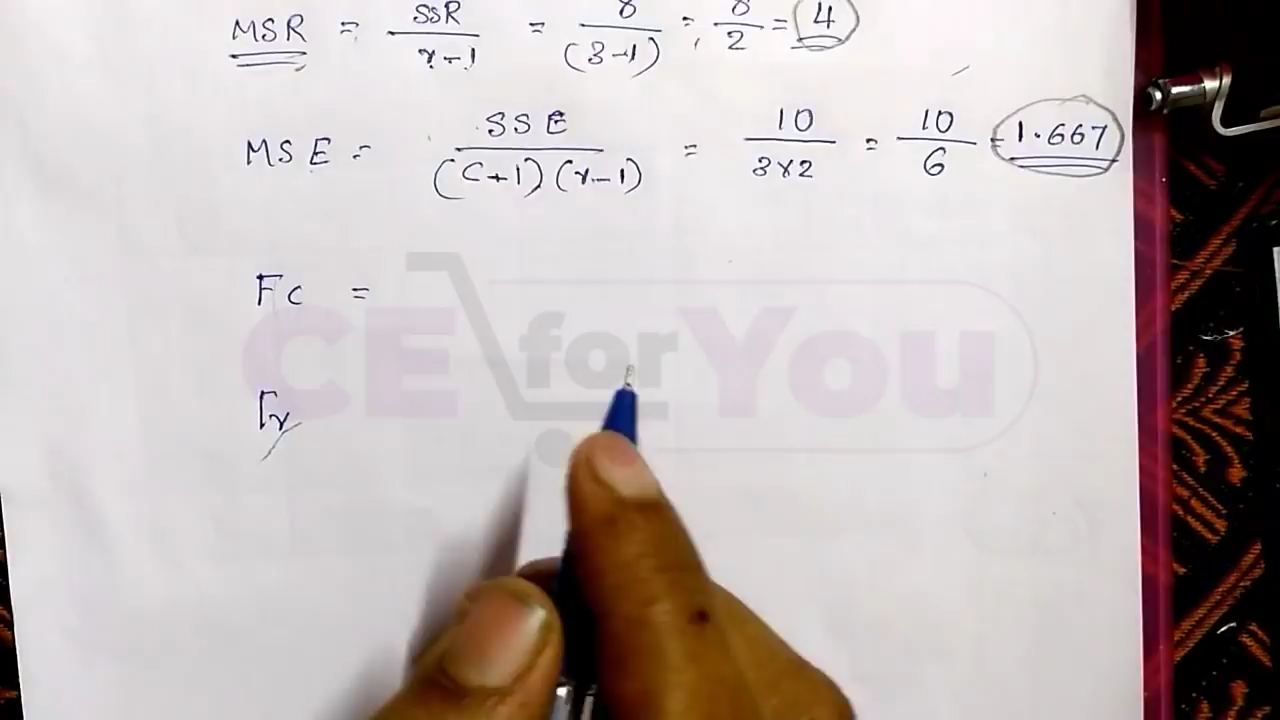 MSR = SSR / r-1 = 8 / (3-1) = 8 / 2 = 4
MSE = SSE / (C+1)(r-1) = 10 / 3x2 = 10 / 6 = 1.667
Fc =
CE for You
Fr